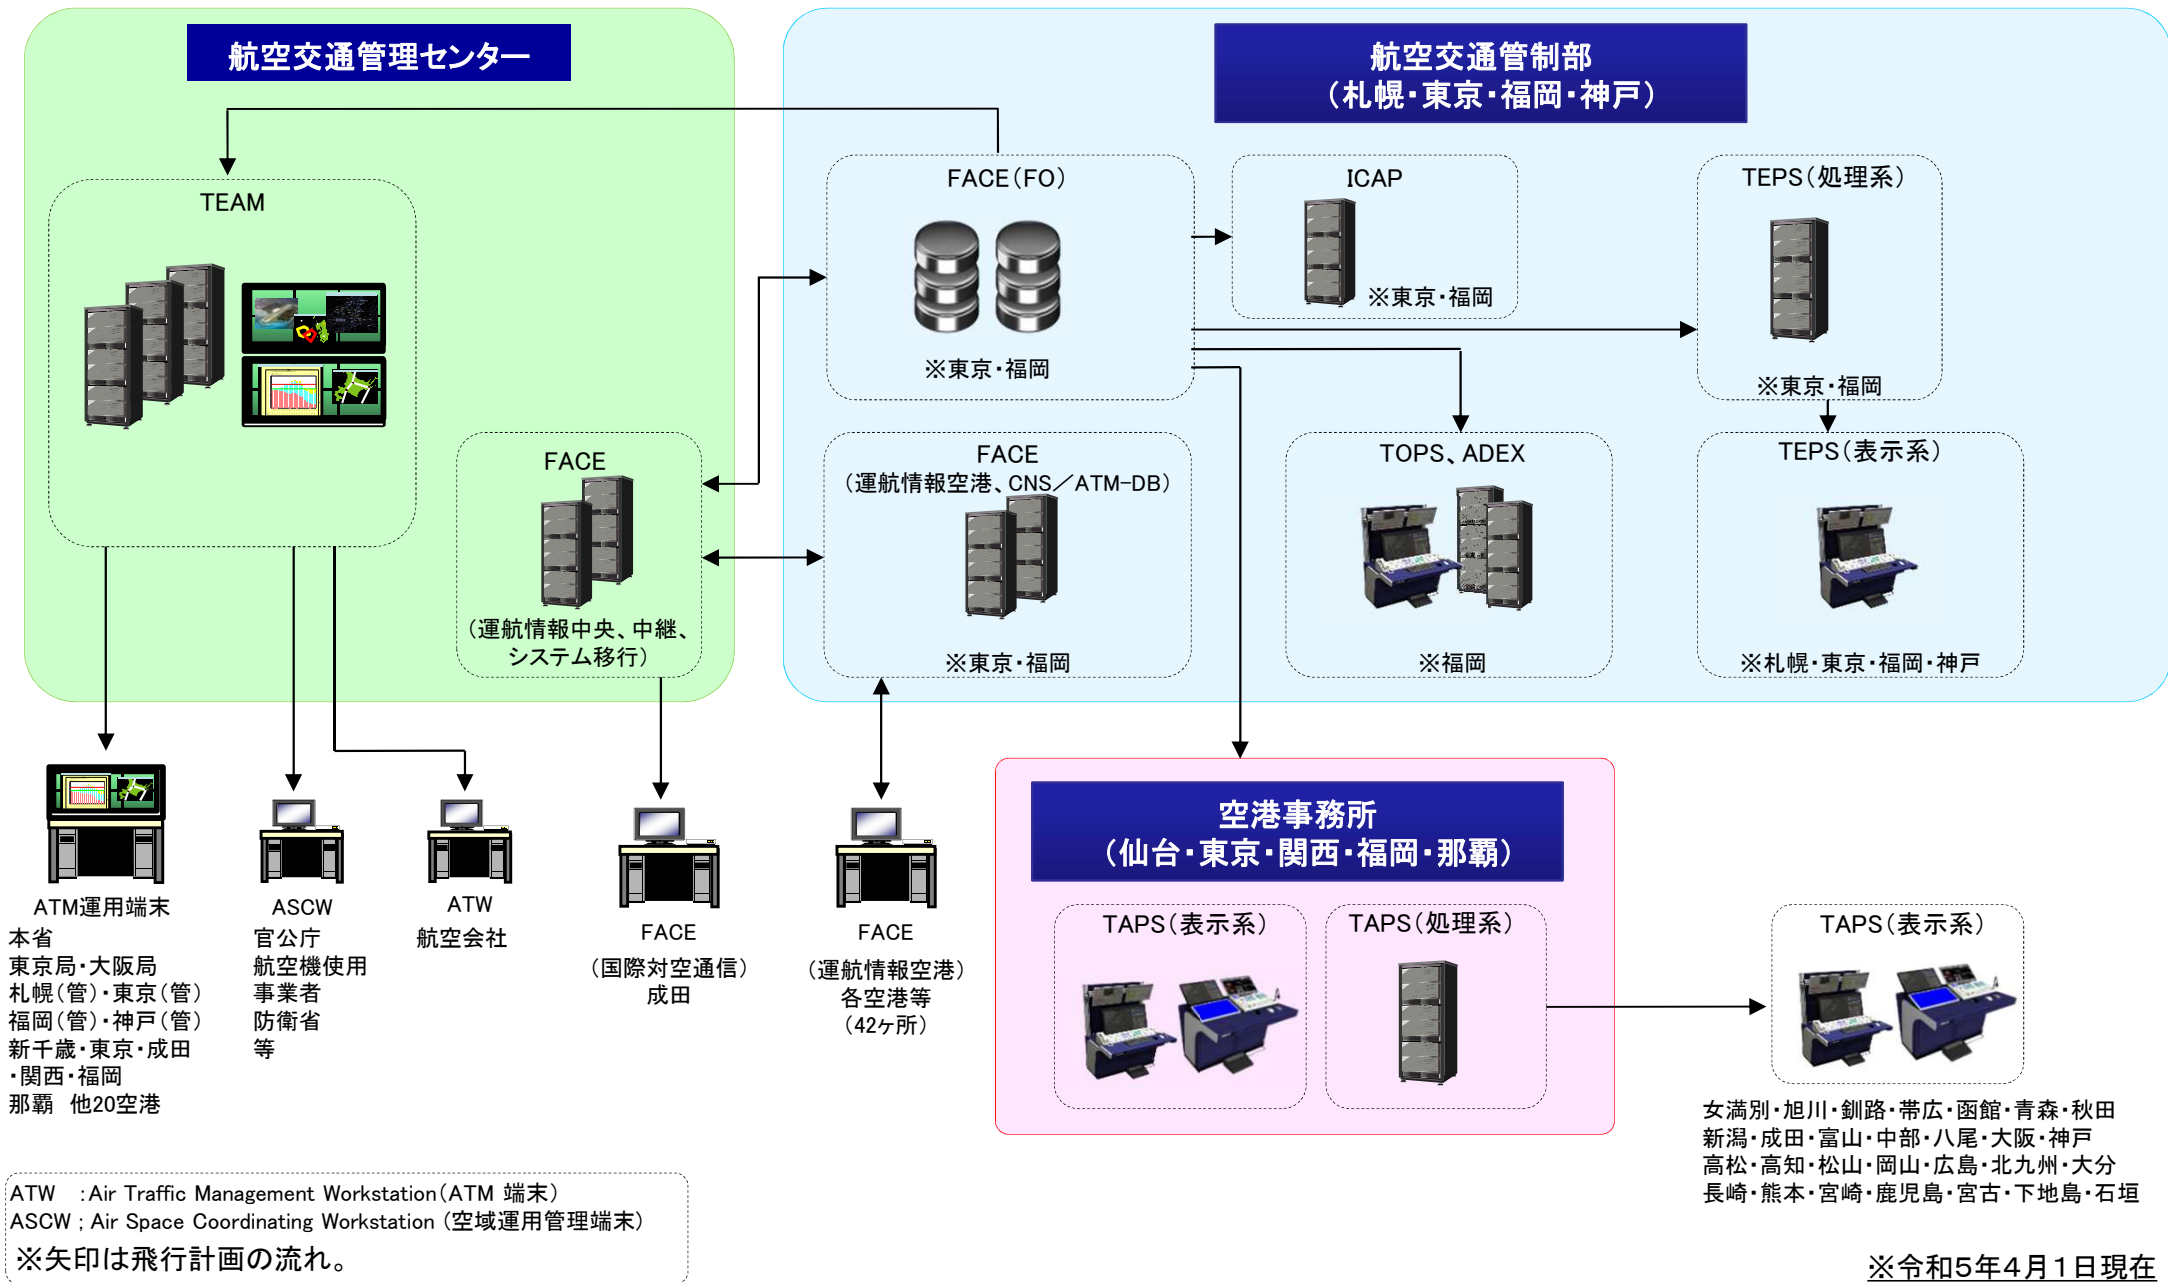 航空交通管理センター
航空交通管制部
（札幌・東京・福岡・神戸）
TEAM
FACE（FO）
※東京・福岡
ICAP
※東京・福岡
TEPS（処理系）
※東京・福岡
FACE
（運航情報中央、中継、
システム移行）
FACE
（運航情報空港、CNS／ATM-DB）
※東京・福岡
TOPS、ADEX
※福岡
TEPS（表示系）
※札幌・東京・福岡・神戸
ATM運用端末
本省
東京局・大阪局
札幌（管）・東京（管）
福岡（管）・神戸（管）
新千歳・東京・成田
・関西・福岡
那覇　他20空港
ASCW
官公庁
航空機使用
事業者
防衛省
等
ATW
航空会社
FACE
（国際対空通信）
成田
FACE
（運航情報空港）
各空港等
（42ヶ所）
空港事務所
（仙台・東京・関西・福岡・那覇）
TAPS（表示系）
TAPS（処理系）
TAPS（表示系）
女満別・旭川・釧路・帯広・函館・青森・秋田
新潟・成田・富山・中部・八尾・大阪・神戸
高松・高知・松山・岡山・広島・北九州・大分
長崎・熊本・宮崎・鹿児島・宮古・下地島・石垣
ATW　：Air Traffic Management Workstation（ATM 端末）
ASCW ; Air Space Coordinating Workstation （空域運用管理端末）
※矢印は飛行計画の流れ。
※令和5年4月1日現在